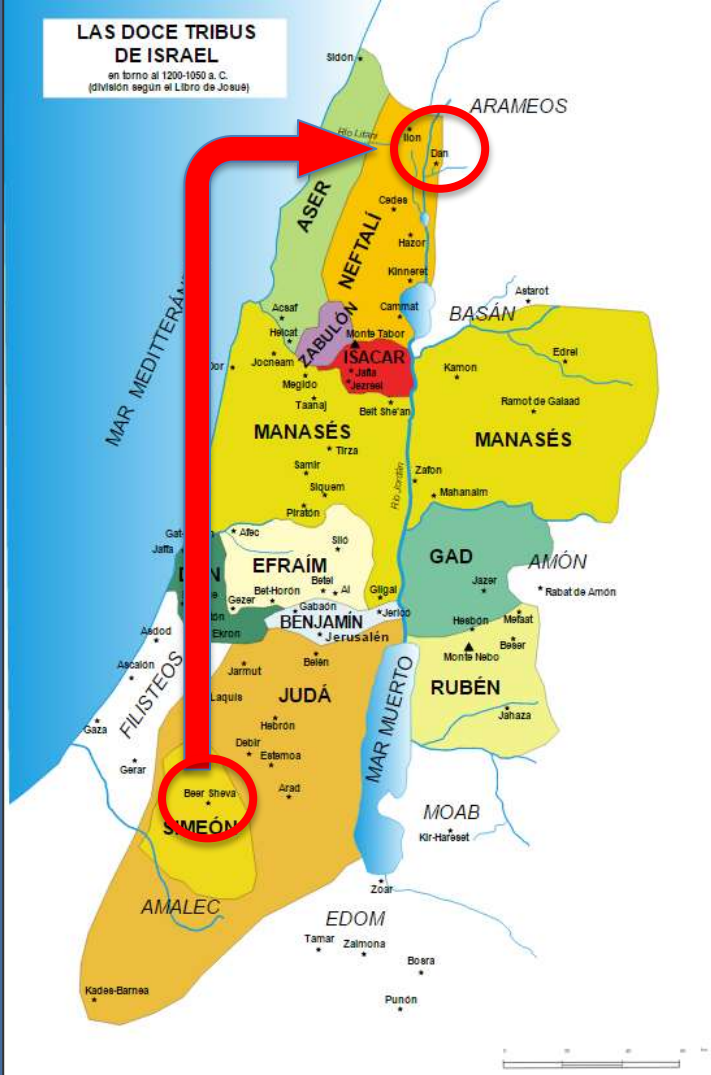 LAS DOCE TRIBUS
DE ISRAEL
en torno al 1200-1050 a. C.
(división según el Libro de Josué)
Sidón
ARAMEOS
Río Litani
Ilon
Dan
ASER
Cedes
NEFTALÍ
Hazor
Kinneret
Astarot
MAR MEDITERRÁN
Acsaf
Cammat
BASÁN
Helcat
ZABULÓN
Monte Tabor
Edrei
Dor
Jocneam
ISACAR
Jafia
Kamon
Megido
Jezreel
Taanaj
Beit She'an
Ramot de Galaad
MANASÉS
MANASÉS
Tirza
Samir
Río Jordán
Zafon
Siquem
Mahanaim
Piratón
Gat
Afec
Jaffa
Siló
EFRAÍM
GAD
AMÓN
Betel
Jazer
Bet-Horón
Ai
Gilgal
Rabat de Amón
Gezer
Gabaón
Jericó
BENJAMÍN
Hesbón
Mefaat
Asdod
Ekron
Jerusalén
Beser
Ascalón
Belén
Monte Nebo
Jarmut
FILISTEOS
JUDÁ
RUBÉN
Laquis
MAR MUERTO
Jahaza
Gaza
Hebrón
Debir
Estemoa
Gerar
Beer Sheva
Arad
SIMEÓN
MOAB
Kir-Hareset
Zoar
AMALEC
EDOM
Tamar
Zalmona
Bosra
Kades-Barnea
Punón